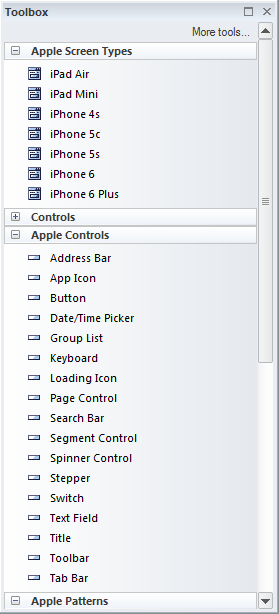 Toolbox
More tools...
Apple Screen Types
iPad Air
iPad Mini
iPhone 4s
iPhone 5c
iPhone 5s
iPhone 6
iPhone 6 Plus
Controls
Apple Controls
Address Bar
App Icon
Button
Date/Time Picker
Group List
Keyboard
Loading Icon
Page Control
Search Bar
Segment Control
Spinner Control
Stepper
Switch
Text Field
Title
Toolbar
Tab Bar
Apple Patterns